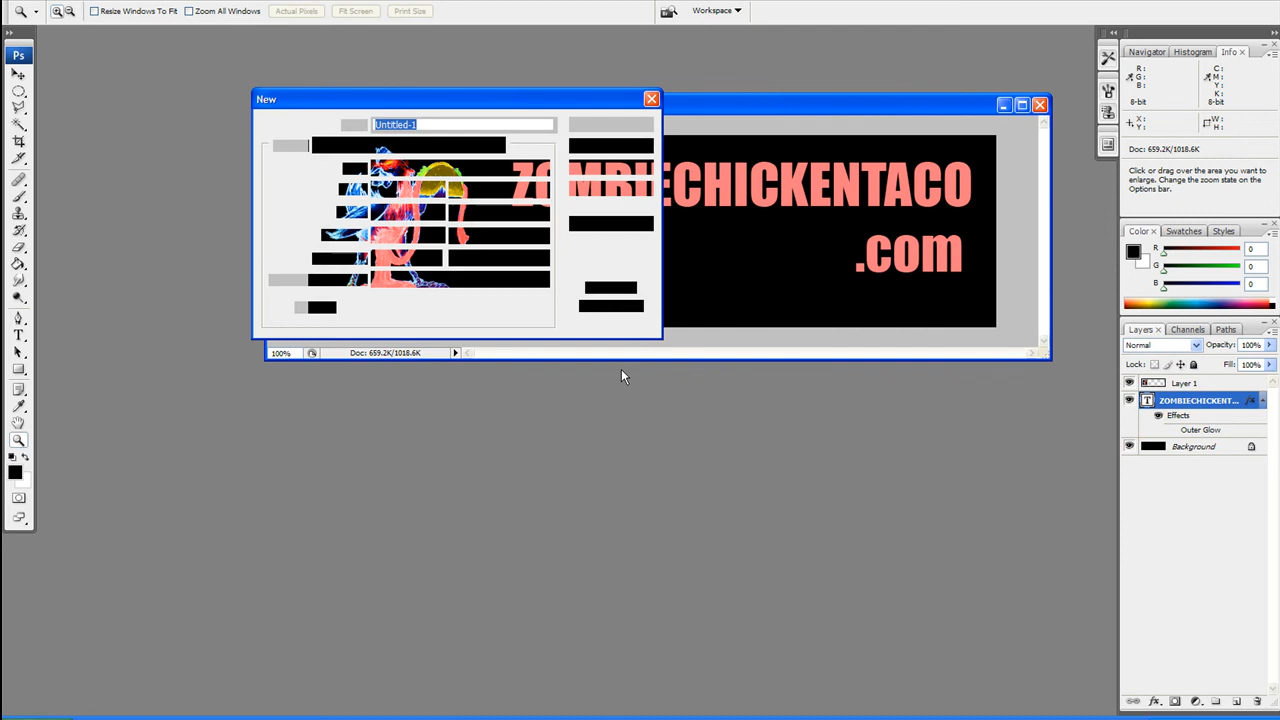 Resize Windows To Fit Zoom All Windows Actual Pixels Fit Screen Print Size Workspace
Ps
New
Untitled-1
ZOMBIECHICKENTACO
.com
100% Doc: 659.2K/1018.6K
Navigator Histogram Info
R: C:
G: M:
B: Y:
K:
8-bit 8-bit
X: W:
Y: H:
Doc: 659.2K/1018.6K
Click or drag over the area you want to
enlarge. Change the zoom state on the
Options bar.
Color Swatches Styles
R 0
G 0
B 0
Layers Channels Paths
Normal Opacity: 100%
Lock: Fill: 100%
Layer 1
T ZOMBIECHICKENT... fx
Effects
Outer Glow
Background